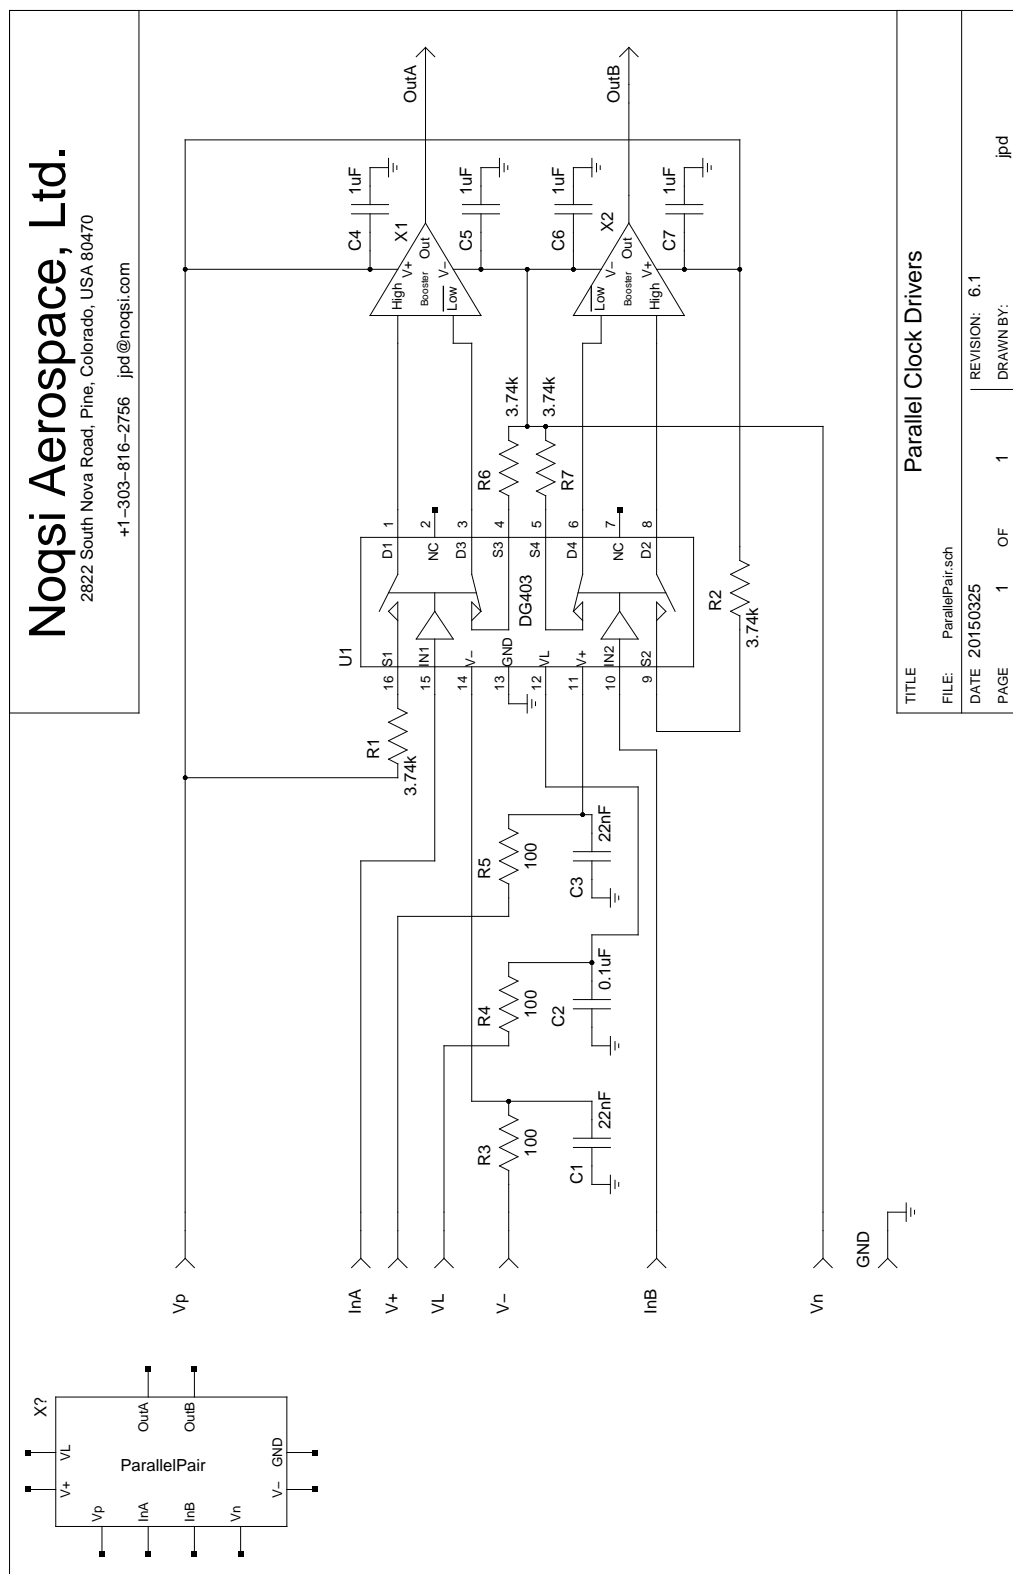 Noqsi Aerospace, Ltd.
2822 South Nova Road, Pine, Colorado, USA 80470
+1−303−816−2756 jpd@noqsi.com
X?
V+
VL
Vp
InA
InB
Vn
ParallelPair
OutA
OutB
V−
GND
Vp
InA
V+
VL
V−
InB
Vn
GND
R3
100
C1
22nF
R4
100
C2
0.1uF
R5
100
C3
22nF
R1
3.74k
U1
16
S1
15
IN1
14
V−
13
GND
12
VL
11
V+
10
IN2
9
S2
DG403
D1
1
NC
2
D3
3
S3
4
S4
5
D4
6
NC
7
D2
8
R2
3.74k
R6
3.74k
R7
3.74k
C4
1uF
X1
High
V+
Booster
Out
Low
V−
C5
1uF
C6
1uF
X2
Low
V−
Booster
Out
High
V+
C7
1uF
OutA
OutB
TITLE
Parallel Clock Drivers
FILE: ParallelPair.sch
REVISION: 6.1
DATE 20150325
PAGE 1 OF 1
DRAWN BY: jpd